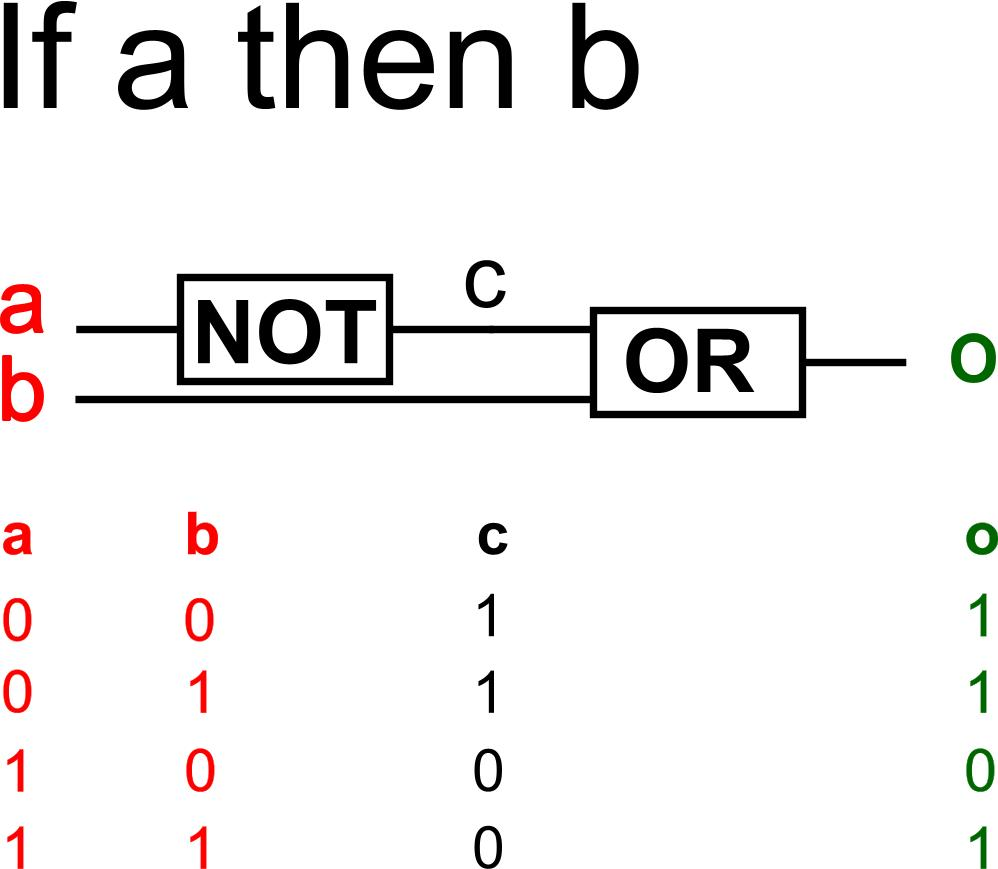 If a then b
a NOT c OR o
b
a b c o
0 0 1 1
0 1 1 1
1 0 0 0
1 1 0 1